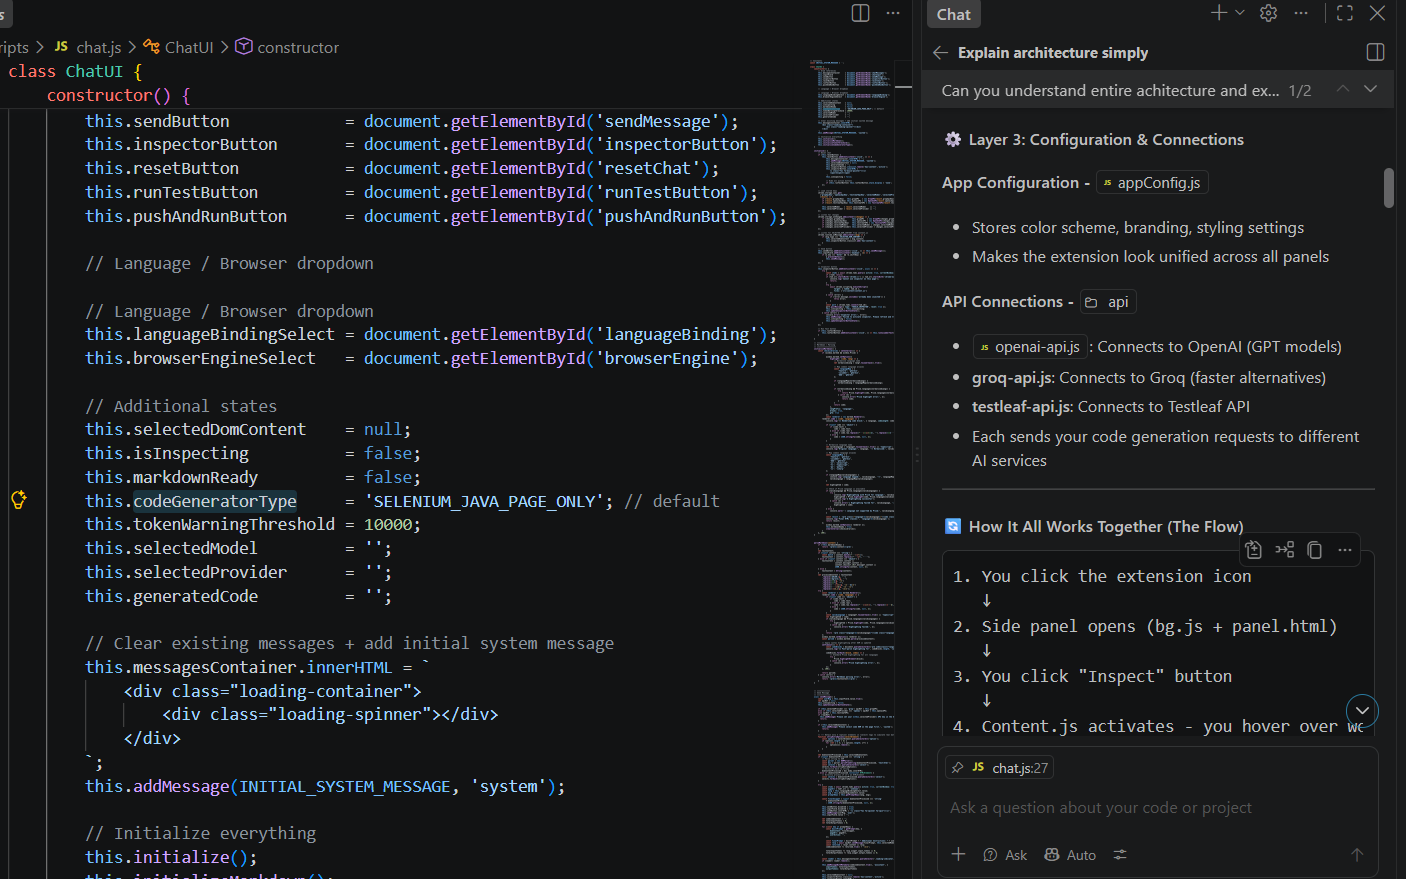 s
ripts > JS chat.js > ChatUI > constructor
class ChatUI {
constructor() {
this.sendButton = document.getElementById('sendMessage');
this.inspectorButton = document.getElementById('inspectorButton');
this.resetButton = document.getElementById('resetChat');
this.runTestButton = document.getElementById('runTestButton');
this.pushAndRunButton = document.getElementById('pushAndRunButton');
// Language / Browser dropdown
// Language / Browser dropdown
this.languageBindingSelect = document.getElementById('languageBinding');
this.browserEngineSelect = document.getElementById('browserEngine');
// Additional states
this.selectedDomContent = null;
this.isInspecting = false;
this.markdownReady = false;
this.codeGeneratorType = 'SELENIUM_JAVA_PAGE_ONLY'; // default
this.tokenWarningThreshold = 10000;
this.selectedModel = '';
this.selectedProvider = '';
this.generatedCode = '';
// Clear existing messages + add initial system message
this.messagesContainer.innerHTML = `
<div class="loading-container">
<div class="loading-spinner"></div>
</div>
`;
this.addMessage(INITIAL_SYSTEM_MESSAGE, 'system');
// Initialize everything
this.initialize();
this.initializeMarkdown();
Chat
Explain architecture simply
Can you understand entire achitecture and ex... 1/2
Layer 3: Configuration & Connections
App Configuration - JS appConfig.js
• Stores color scheme, branding, styling settings
• Makes the extension look unified across all panels
API Connections - api
• JS openai-api.js : Connects to OpenAI (GPT models)
• groq-api.js: Connects to Groq (faster alternatives)
• testleaf-api.js: Connects to Testleaf API
• Each sends your code generation requests to different
AI services
How It All Works Together (The Flow)
1. You click the extension icon
↓
2. Side panel opens (bg.js + panel.html)
↓
3. You click "Inspect" button
↓
4. Content.js activates - you hover over
JS chat.js:27
Ask a question about your code or project
Ask Auto